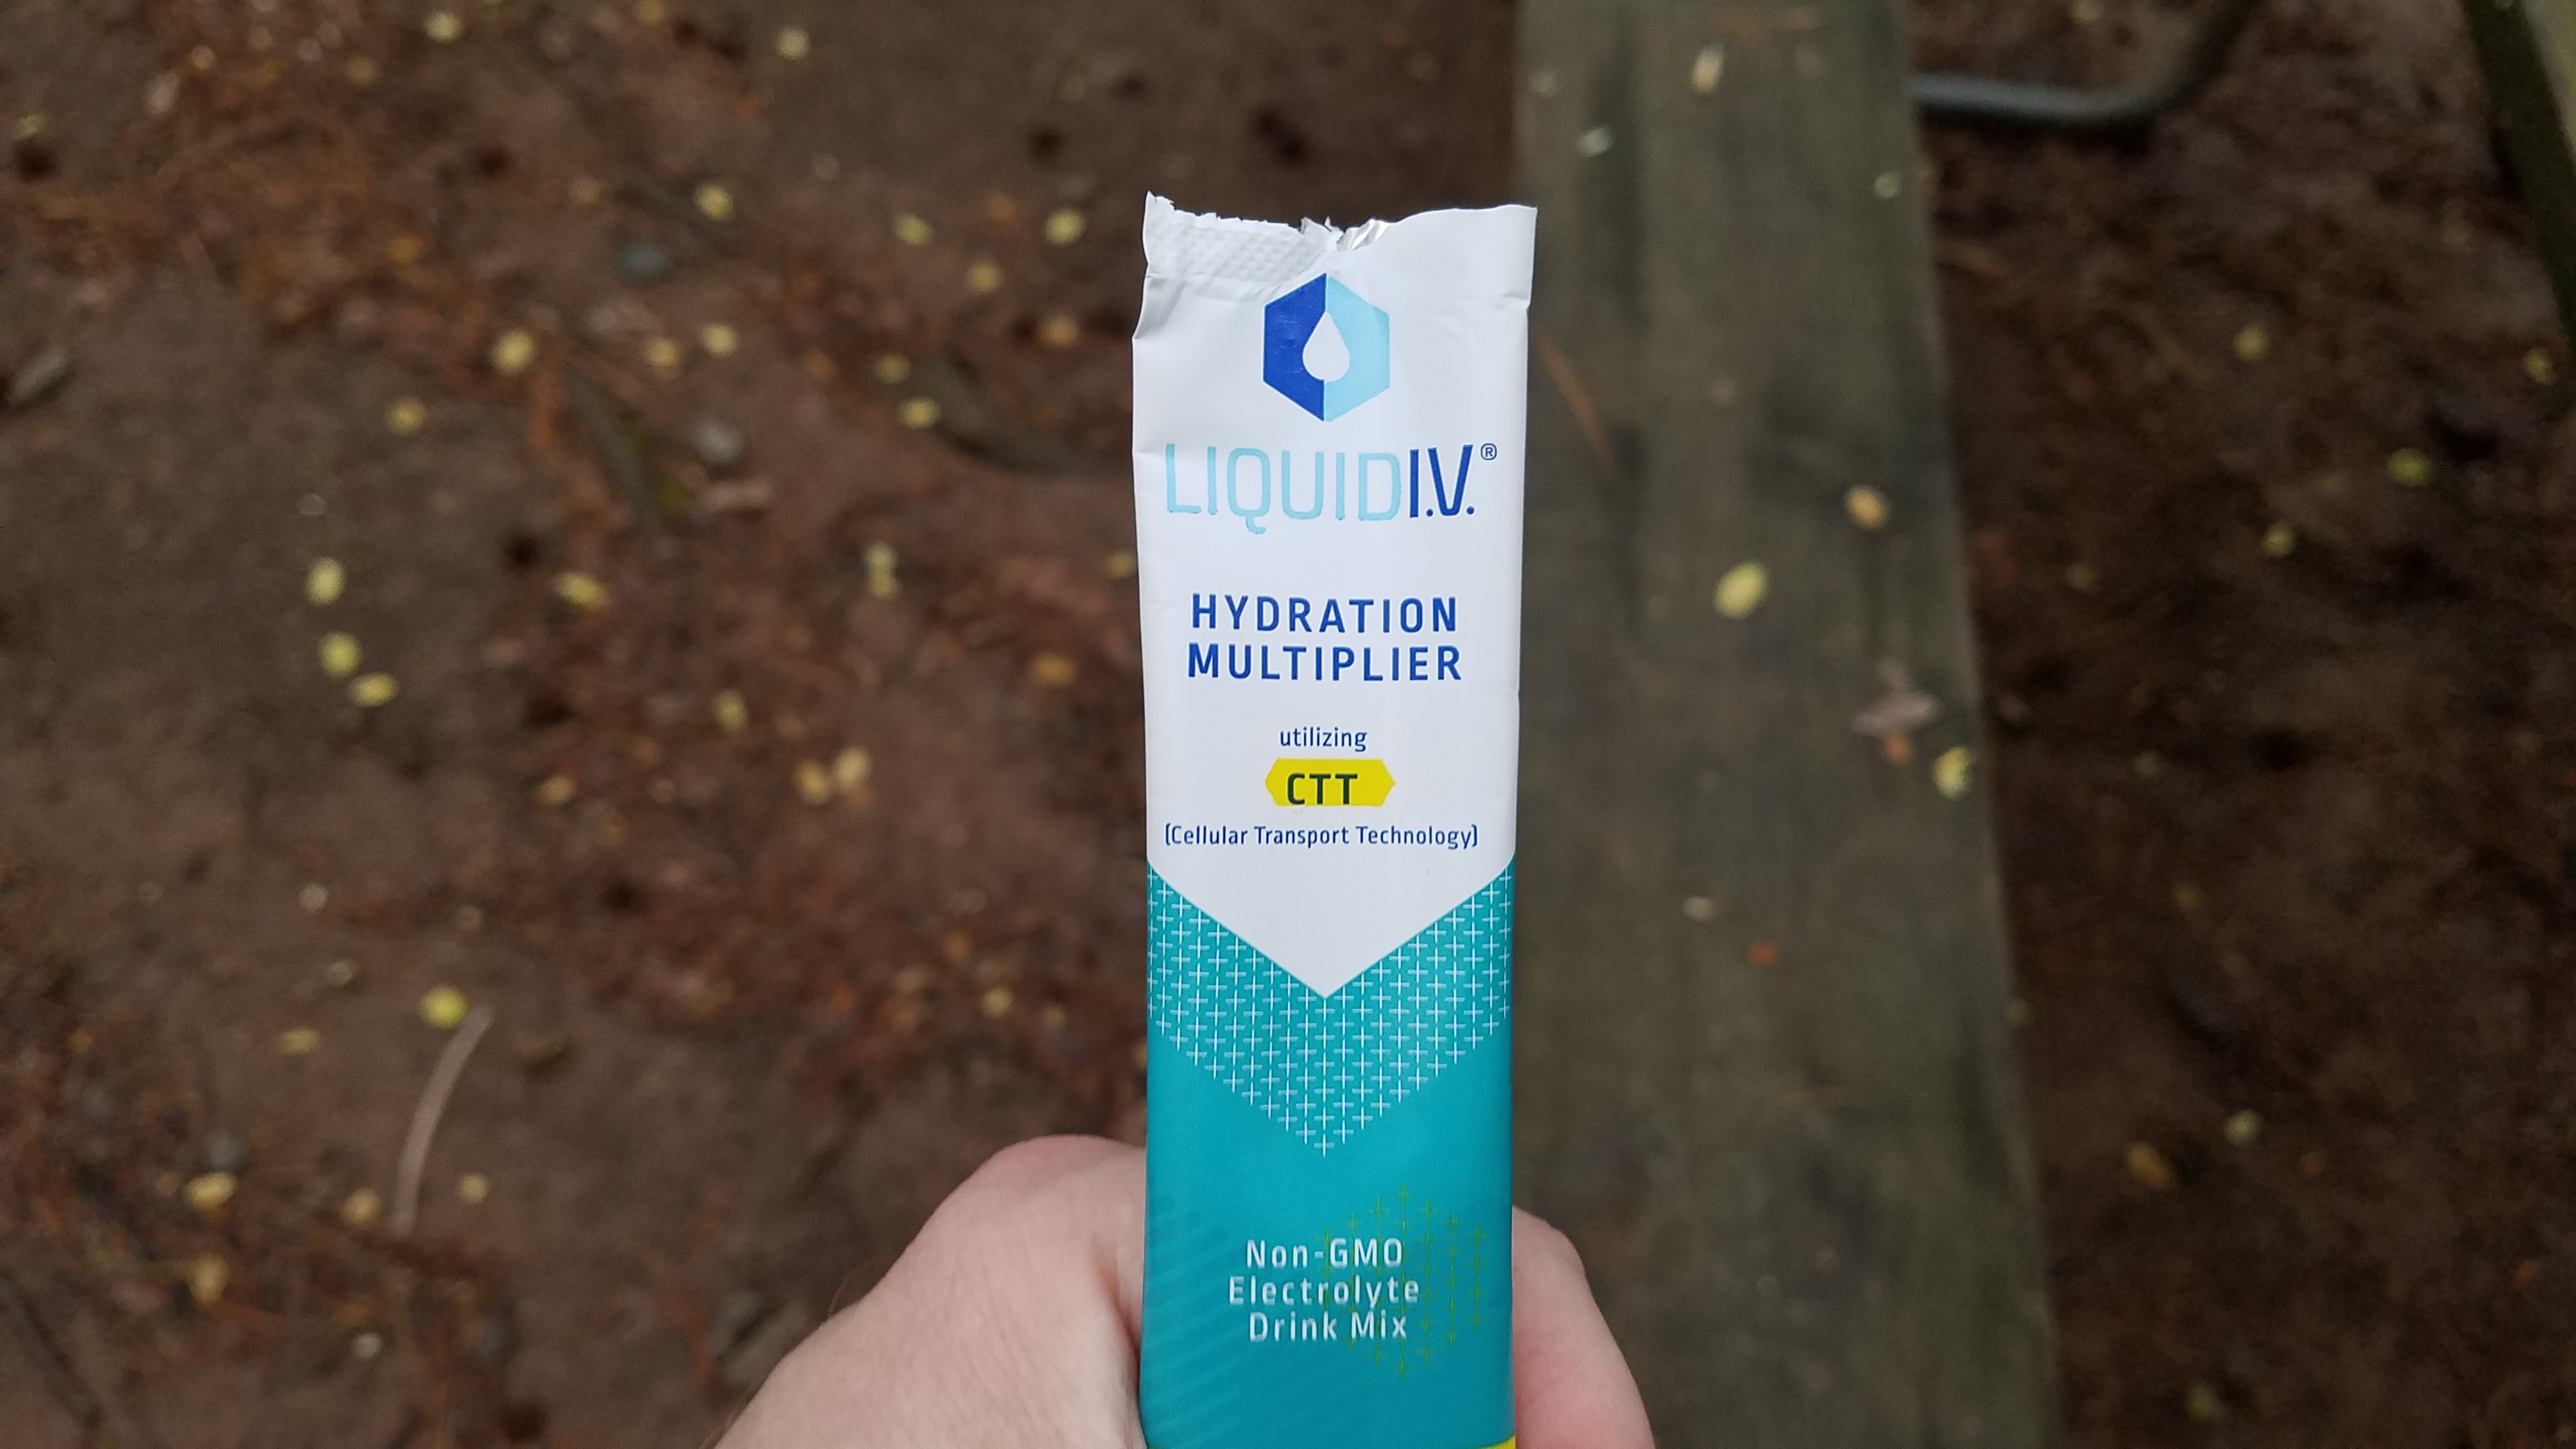 LIQUID I.V.®
HYDRATION
MULTIPLIER
utilizing
CTT
(Cellular Transport Technology)
Non-GMO
Electrolyte
Drink Mix